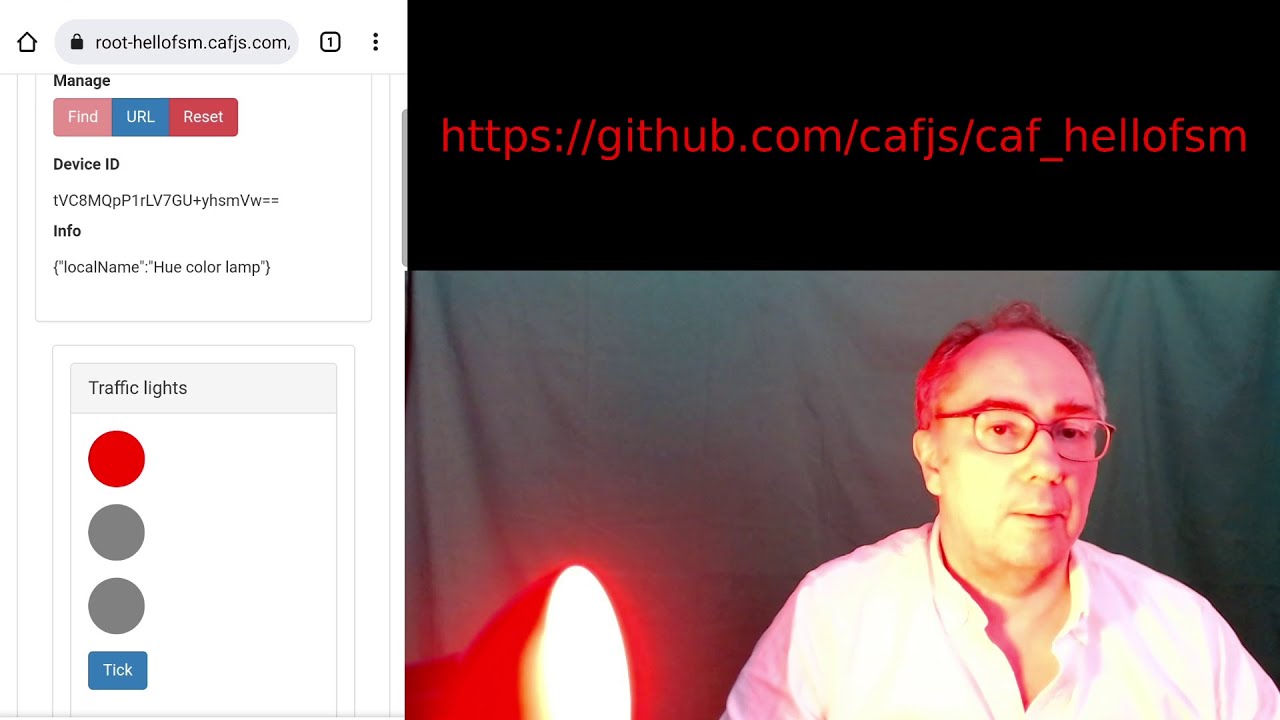 root-hellofsm.cafjs.com,
1
Manage
Find URL Reset
Device ID
tVC8MQpP1rLV7GU+yhsmVw==
Info
{"localName":"Hue color lamp"}
Traffic lights
Tick
https://github.com/cafjs/caf_hellofsm